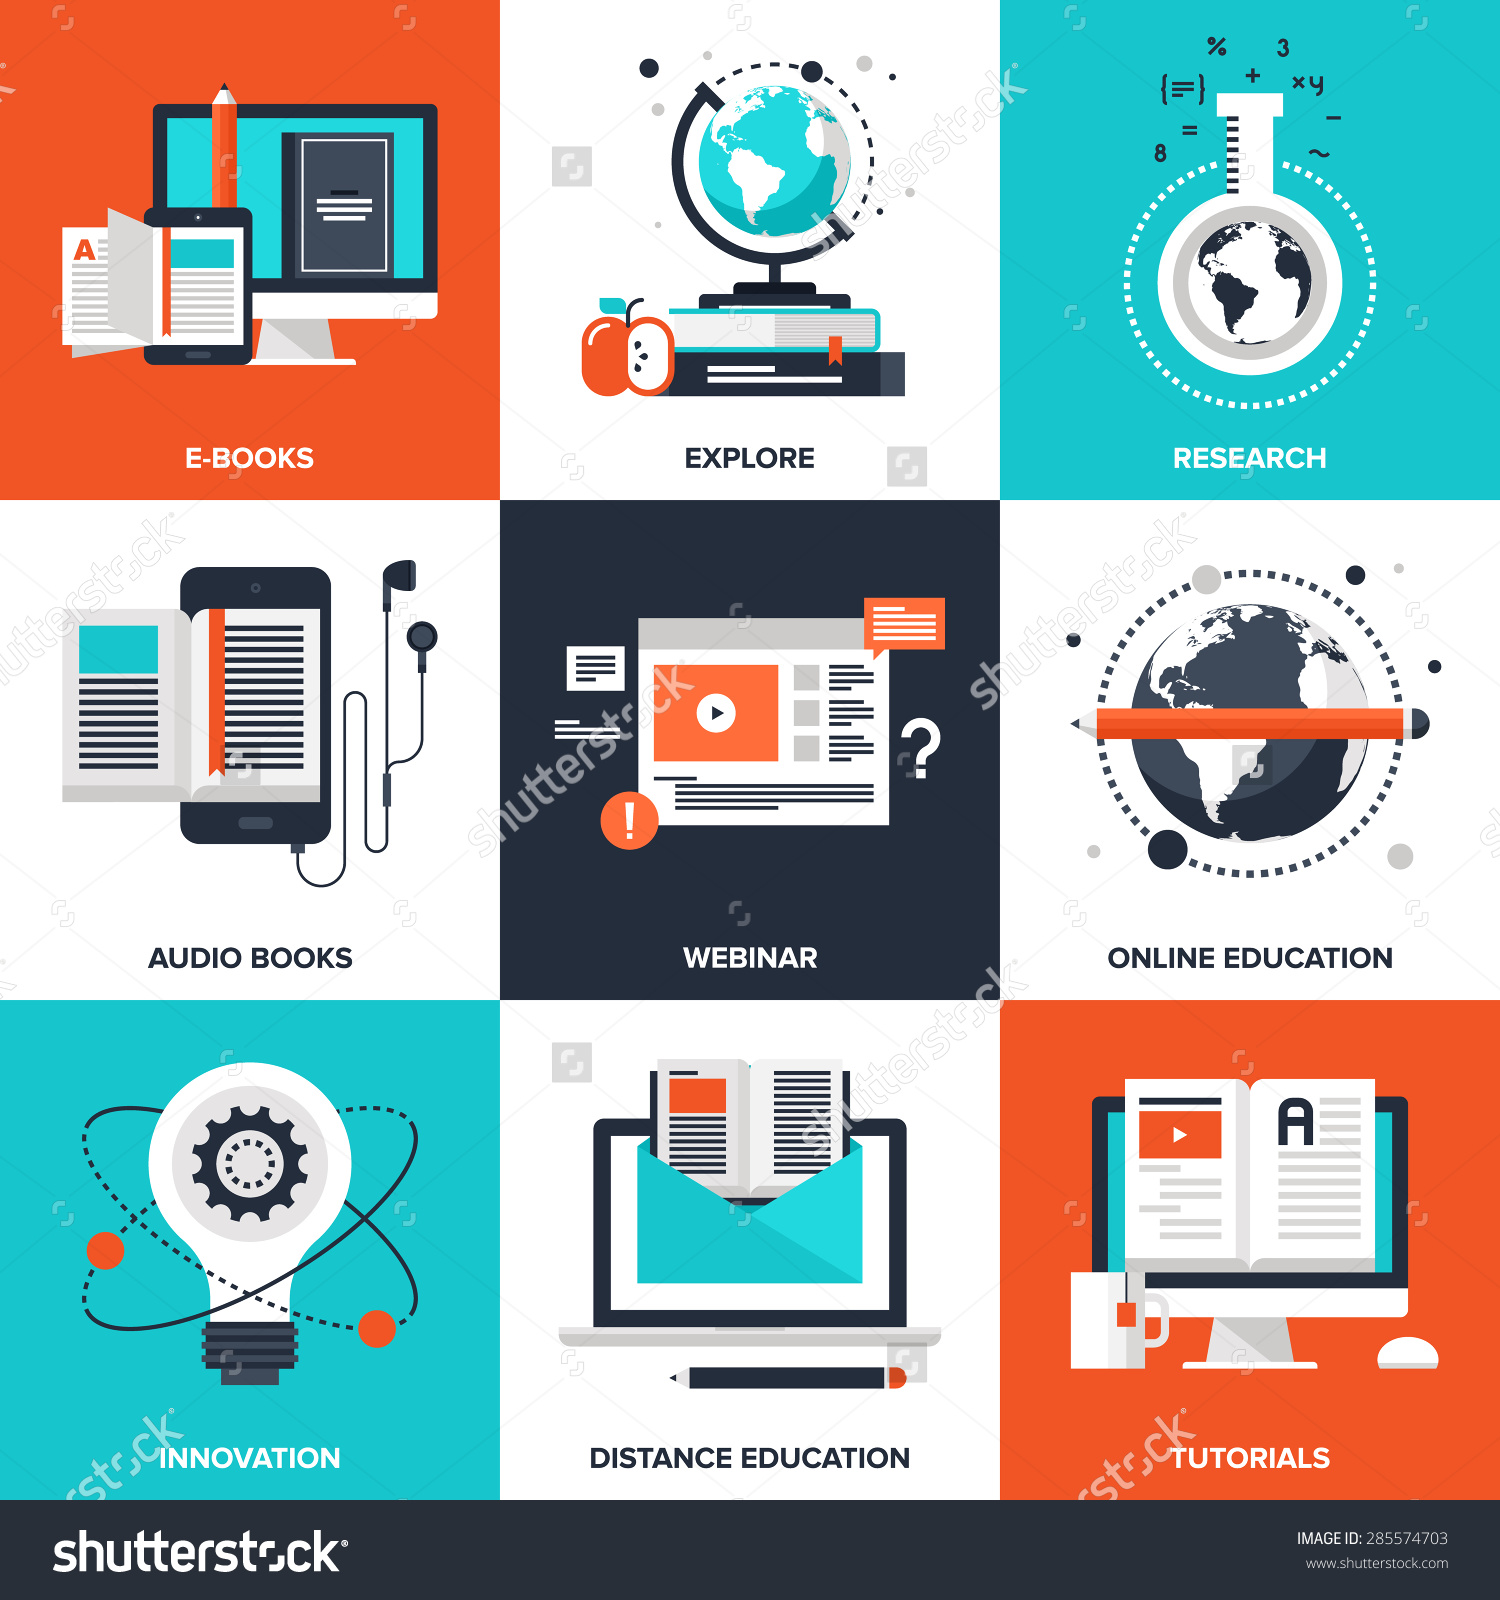 % 3
{=} + xy
= −
8 ~
A
E-BOOKS
EXPLORE
RESEARCH
?
!
AUDIO BOOKS
WEBINAR
ONLINE EDUCATION
A
INNOVATION
DISTANCE EDUCATION
TUTORIALS
shutterstock
IMAGE ID: 285574703
www.shutterstock.com